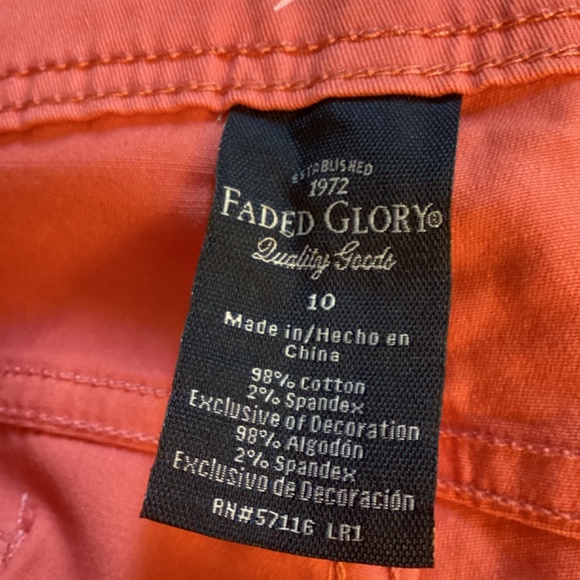 ESTABLISHED
1972
FADED GLORY®
Quality Goods
10
Made in/Hecho en
China
98% Cotton
2% Spandex
Exclusive of Decoration
98% Algodón
2% Spandex
Exclusivo de Decoración
RN#57116 LR1